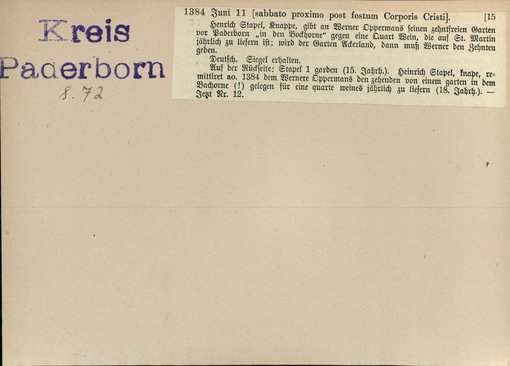 Kreis
Paderborn
S. 72
1384 Juni 11 [sabbato proximo post festum Corporis Cristi]. [15
Henrich Stapel, Knappe, gibt an Werner Oppermans seinen zehntfreien Garten
vor Paderborn „in den Bockhorne“ gegen eine Quart Wein, die auf St. Martin
jährlich zu liefern ist; wird der Garten Ackerland, dann muß Werner den Zehnten
geben.
Deutsch. Siegel erhalten.
Auf der Rückseite: Stapel 1 garden (15. Jahrh.). Heinrich Stapel, knape, re-
mittiret ao. 1384 dem Wernere Oppermans den zehenden von einem garten in dem
Bachorne (!) gelegen für eine quarte weines jährlich zu liefern (18. Jahrh.). —
Jetzt Nr. 12.